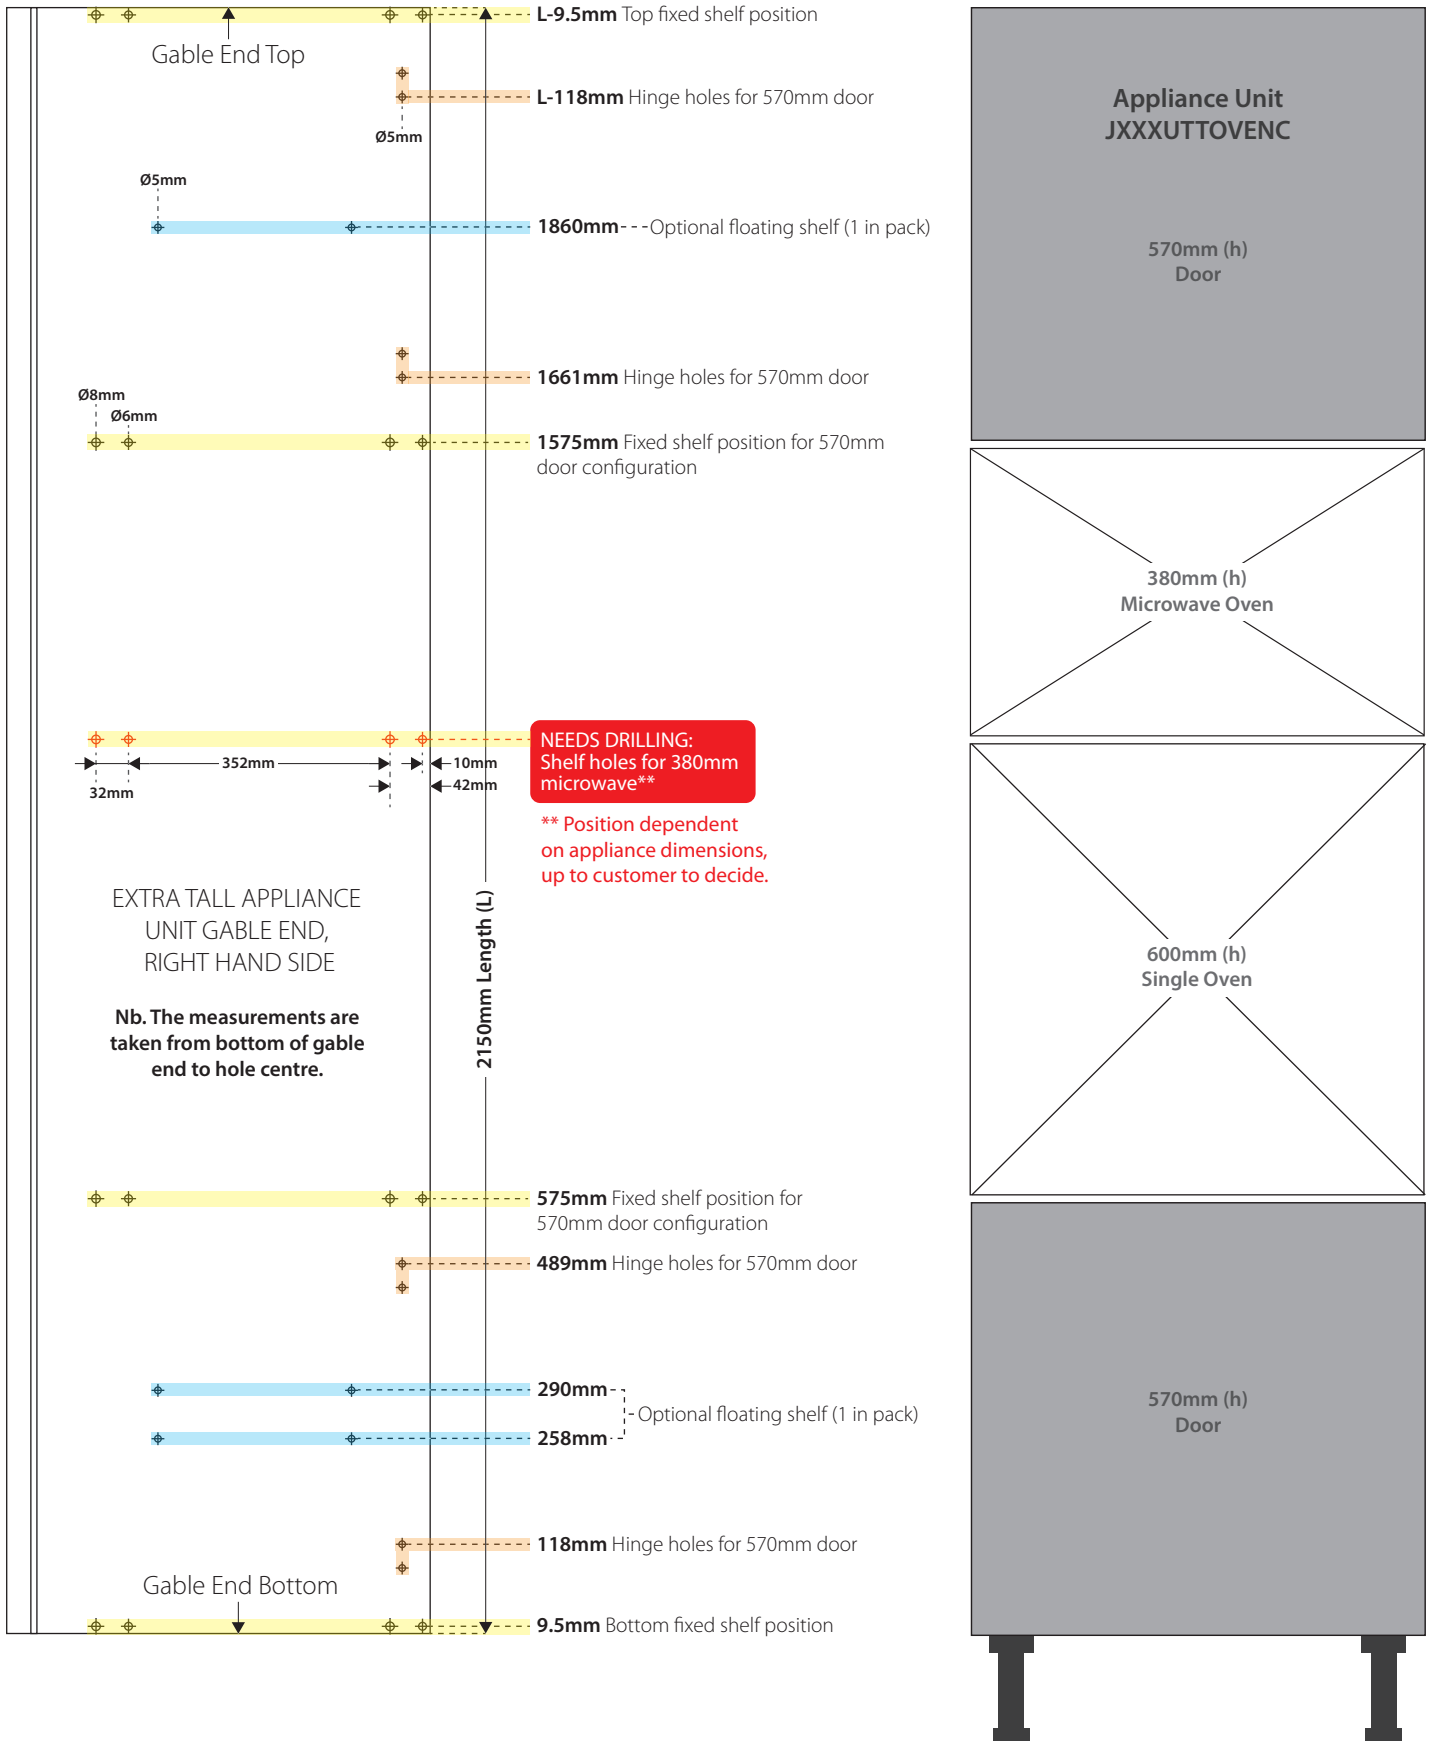 L-9.5mm Top fixed shelf position
Gable End Top
L-118mm Hinge holes for 570mm door
Ø5mm
Ø5mm
1860mm Optional floating shelf (1 in pack)
1661mm Hinge holes for 570mm door
Ø8mm
Ø6mm
1575mm Fixed shelf position for 570mm
door configuration
NEEDS DRILLING:
Shelf holes for 380mm
microwave**
352mm
10mm
32mm
42mm
** Position dependent
on appliance dimensions,
up to customer to decide.
EXTRA TALL APPLIANCE
UNIT GABLE END,
RIGHT HAND SIDE
Nb. The measurements are
taken from bottom of gable
end to hole centre.
2150mm Length (L)
575mm Fixed shelf position for
570mm door configuration
489mm Hinge holes for 570mm door
290mm
Optional floating shelf (1 in pack)
258mm
118mm Hinge holes for 570mm door
Gable End Bottom
9.5mm Bottom fixed shelf position
Appliance Unit
JXXXUTTOVENC
570mm (h)
Door
380mm (h)
Microwave Oven
600mm (h)
Single Oven
570mm (h)
Door